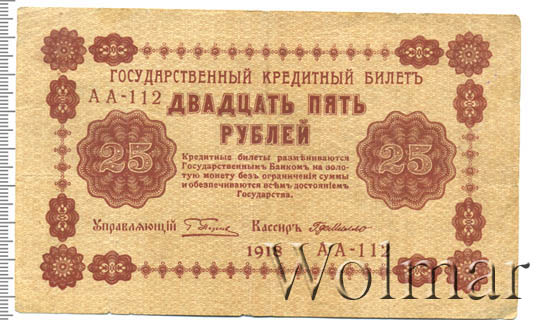 ГОСУДАРСТВЕННЫЙ КРЕДИТНЫЙ БИЛЕТЪ
АА-112 ДВАДЦАТЬ ПЯТЬ
РУБЛЕЙ
25 25
Кредитные билеты размѣниваются
Государственнымъ Банкомъ на золо-
тую монету безъ ограниченія суммы
и обезпечиваются всѣмъ достояніемъ
Государства.
Управляющій Кассиръ
1918 АА-112
Wolmar